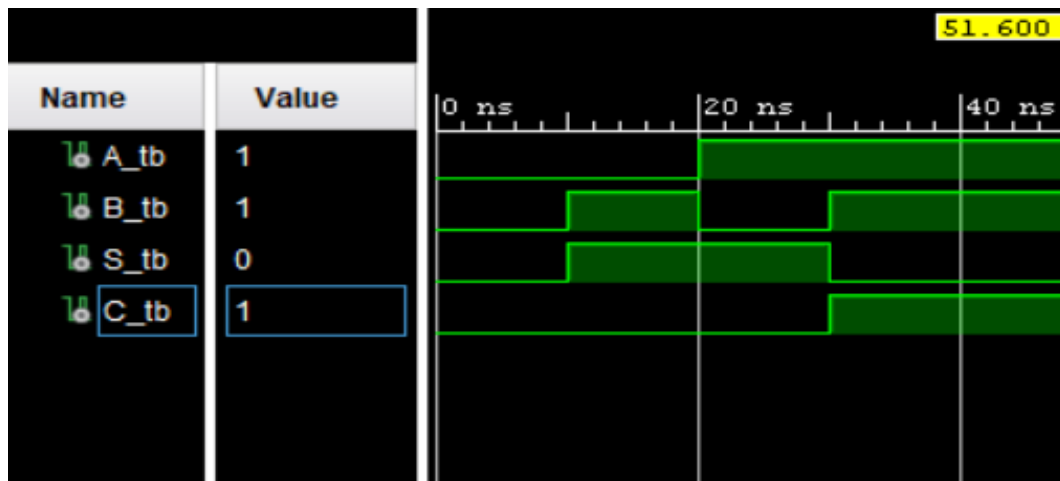 51.600
Name Value
0 ns 20 ns 40 ns
A_tb 1
B_tb 1
S_tb 0
C_tb 1